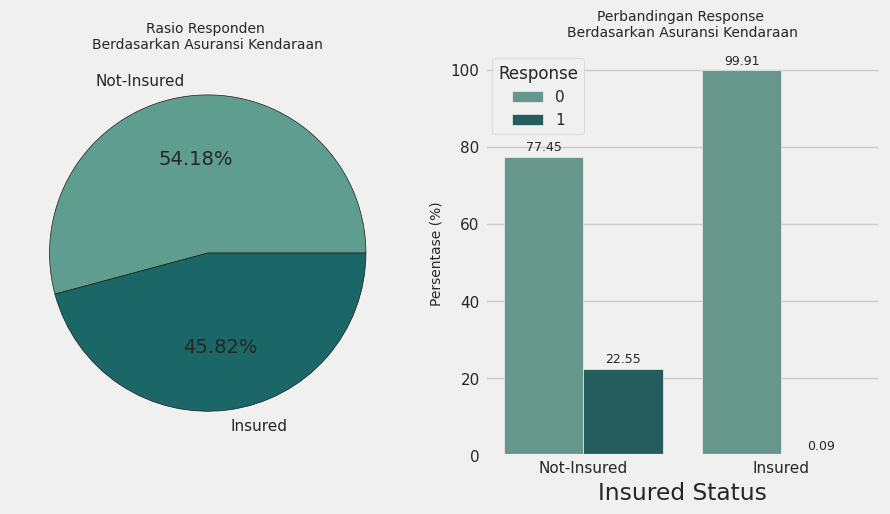 Rasio Responden
Berdasarkan Asuransi Kendaraan
Not-Insured
54.18%
45.82%
Insured
Perbandingan Response
Berdasarkan Asuransi Kendaraan
Response
0
1
99.91
77.45
22.55
0.09
Persentase (%)
100
80
60
40
20
0
Not-Insured
Insured
Insured Status